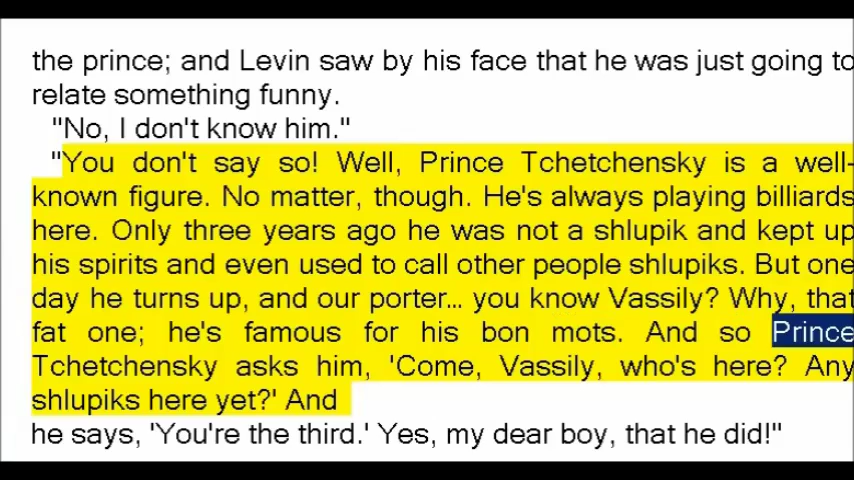 the prince; and Levin saw by his face that he was just going to
relate something funny.
"No, I don't know him."
"You don't say so! Well, Prince Tchetchensky is a well-
known figure. No matter, though. He's always playing billiards
here. Only three years ago he was not a shlupik and kept up
his spirits and even used to call other people shlupiks. But one
day he turns up, and our porter... you know Vassily? Why, that
fat one; he's famous for his bon mots. And so Prince
Tchetchensky asks him, 'Come, Vassily, who's here? Any
shlupiks here yet?' And
he says, 'You're the third.' Yes, my dear boy, that he did!"